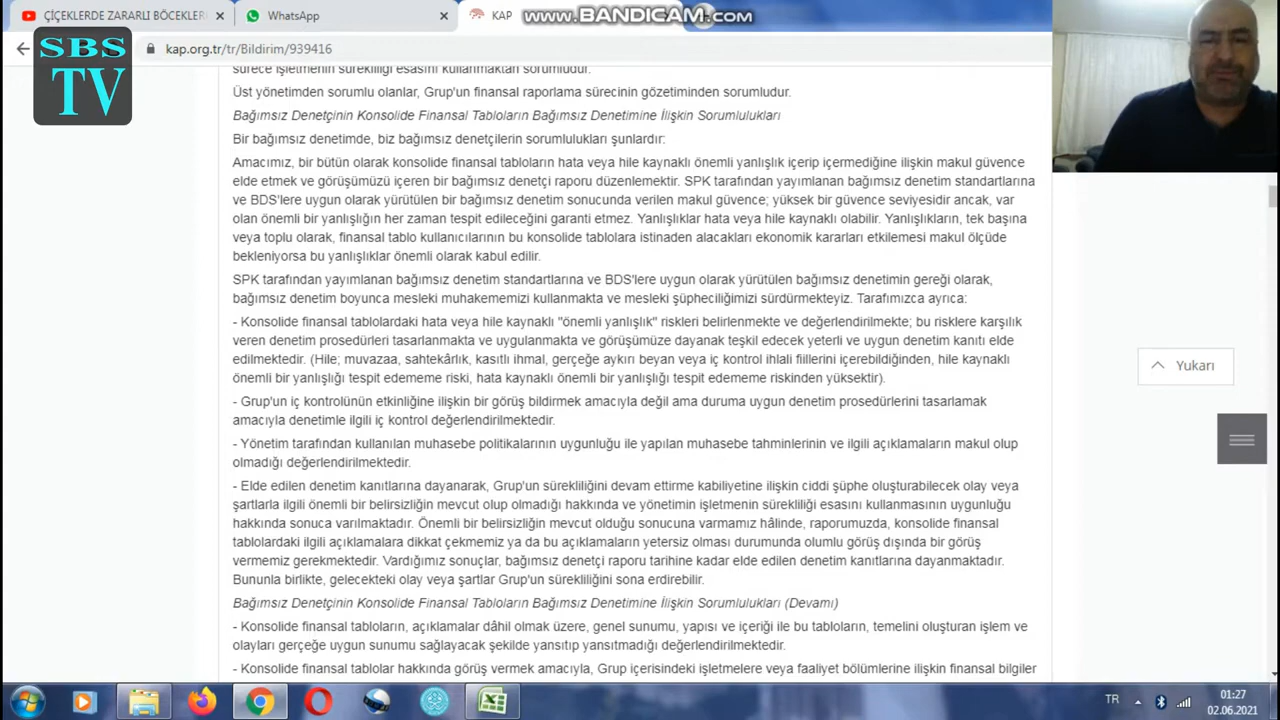 ÇİÇEKLERDE ZARARLI BÖCEKLER
WhatsApp
KAP
www.BANDICAM.com
kap.org.tr/tr/Bildirim/939416
SBS
TV
sürece işletmenin sürekliliği esasını kullanmaktan sorumludur.
Üst yönetimden sorumlu olanlar, Grup'un finansal raporlama sürecinin gözetiminden sorumludur.
Bağımsız Denetçinin Konsolide Finansal Tabloların Bağımsız Denetimine İlişkin Sorumlulukları
Bir bağımsız denetimde, biz bağımsız denetçilerin sorumlulukları şunlardır:
Amacımız, bir bütün olarak konsolide finansal tabloların hata veya hile kaynaklı önemli yanlışlık içerip içermediğine ilişkin makul güvence
elde etmek ve görüşümüzü içeren bir bağımsız denetçi raporu düzenlemektir. SPK tarafından yayımlanan bağımsız denetim standartlarına
ve BDS'lere uygun olarak yürütülen bir bağımsız denetim sonucunda verilen makul güvence; yüksek bir güvence seviyesidir ancak, var
olan önemli bir yanlışlığın her zaman tespit edileceğini garanti etmez. Yanlışlıklar hata veya hile kaynaklı olabilir. Yanlışlıkların, tek başına
veya toplu olarak, finansal tablo kullanıcılarının bu konsolide tablolara istinaden alacakları ekonomik kararları etkilemesi makul ölçüde
bekleniyorsa bu yanlışlıklar önemli olarak kabul edilir.
SPK tarafından yayımlanan bağımsız denetim standartlarına ve BDS'lere uygun olarak yürütülen bağımsız denetimin gereği olarak,
bağımsız denetim boyunca mesleki muhakememizi kullanmakta ve mesleki şüpheciliğimizi sürdürmekteyiz. Tarafımızca ayrıca:
- Konsolide finansal tablolardaki hata veya hile kaynaklı "önemli yanlışlık" riskleri belirlenmekte ve değerlendirilmekte; bu risklere karşılık
veren denetim prosedürleri tasarlanmakta ve uygulanmakta ve görüşümüze dayanak teşkil edecek yeterli ve uygun denetim kanıtı elde
edilmektedir. (Hile; muvazaa, sahtekârlık, kasıtlı ihmal, gerçeğe aykırı beyan veya iç kontrol ihlali fiillerini içerebildiğinden, hile kaynaklı
önemli bir yanlışlığı tespit edememe riski, hata kaynaklı önemli bir yanlışlığı tespit edememe riskinden yüksektir).
- Grup'un iç kontrolünün etkinliğine ilişkin bir görüş bildirmek amacıyla değil ama duruma uygun denetim prosedürlerini tasarlamak
amacıyla denetimle ilgili iç kontrol değerlendirilmektedir.
- Yönetim tarafından kullanılan muhasebe politikalarının uygunluğu ile yapılan muhasebe tahminlerinin ve ilgili açıklamaların makul olup
olmadığı değerlendirilmektedir.
- Elde edilen denetim kanıtlarına dayanarak, Grup'un sürekliliğini devam ettirme kabiliyetine ilişkin ciddi şüphe oluşturabilecek olay veya
şartlarla ilgili önemli bir belirsizliğin mevcut olup olmadığı hakkında ve yönetimin işletmenin sürekliliği esasını kullanmasının uygunluğu
hakkında sonuca varılmaktadır. Önemli bir belirsizliğin mevcut olduğu sonucuna varmamız hâlinde, raporumuzda, konsolide finansal
tablolardaki ilgili açıklamalara dikkat çekmemiz ya da bu açıklamaların yetersiz olması durumunda olumlu görüş dışında bir görüş
vermemiz gerekmektedir. Vardığımız sonuçlar, bağımsız denetçi raporu tarihine kadar elde edilen denetim kanıtlarına dayanmaktadır.
Bununla birlikte, gelecekteki olay veya şartlar Grup'un sürekliliğini sona erdirebilir.
Bağımsız Denetçinin Konsolide Finansal Tabloların Bağımsız Denetimine İlişkin Sorumlulukları (Devamı)
- Konsolide finansal tabloların, açıklamalar dâhil olmak üzere, genel sunumu, yapısı ve içeriği ile bu tabloların, temelini oluşturan işlem ve
olayları gerçeğe uygun sunumu sağlayacak şekilde yansıtıp yansıtmadığı değerlendirilmektedir.
- Konsolide finansal tablolar hakkında görüş vermek amacıyla, Grup içerisindeki işletmelere veya faaliyet bölümlerine ilişkin finansal bilgiler
Yukarı
TR
01:27
02.06.2021